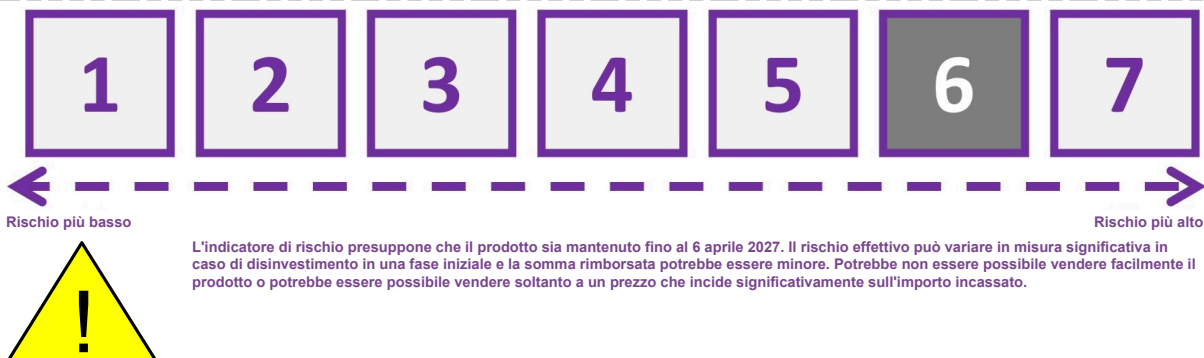 1 2 3 4 5 6 7
Rischio più basso Rischio più alto
L'indicatore di rischio presuppone che il prodotto sia mantenuto fino al 6 aprile 2027. Il rischio effettivo può variare in misura significativa in
caso di disinvestimento in una fase iniziale e la somma rimborsata potrebbe essere minore. Potrebbe non essere possibile vendere facilmente il
prodotto o potrebbe essere possibile vendere soltanto a un prezzo che incide significativamente sull'importo incassato.
!